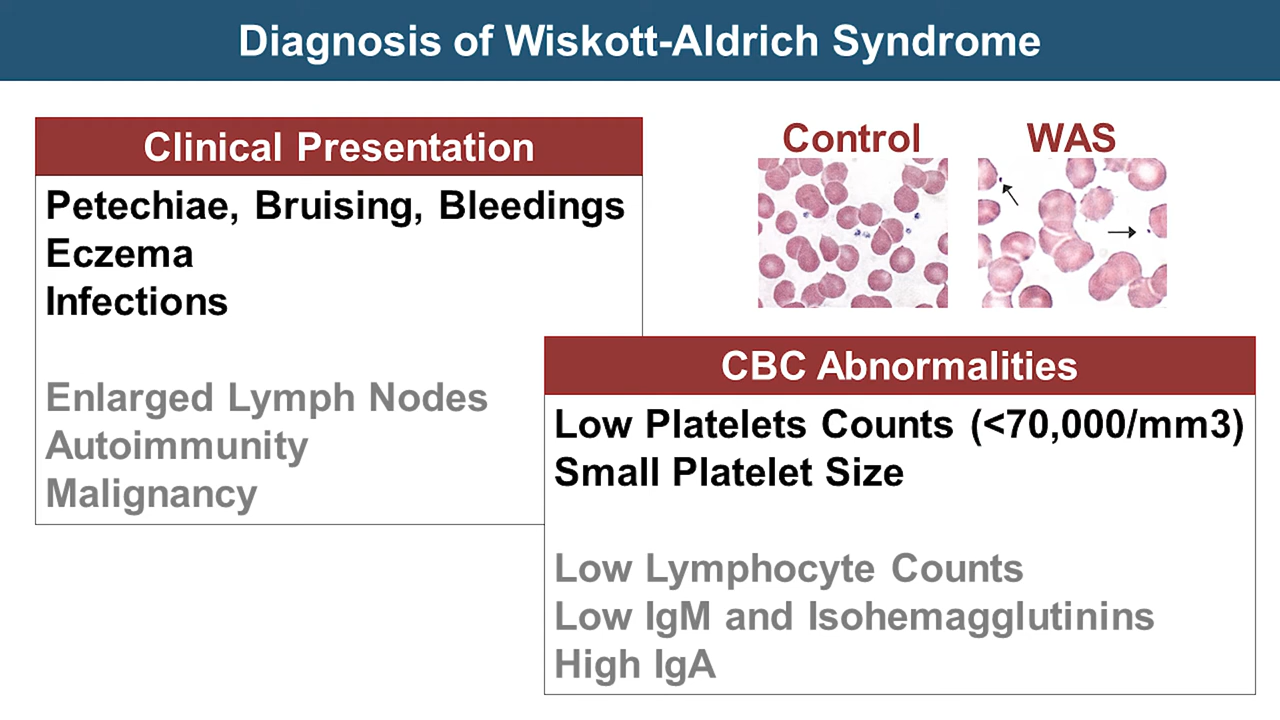 Diagnosis of Wiskott-Aldrich Syndrome
Clinical Presentation
Petechiae, Bruising, Bleedings
Eczema
Infections
Enlarged Lymph Nodes
Autoimmunity
Malignancy
Control
WAS
CBC Abnormalities
Low Platelets Counts (<70,000/mm3)
Small Platelet Size
Low Lymphocyte Counts
Low IgM and Isohemagglutinins
High IgA